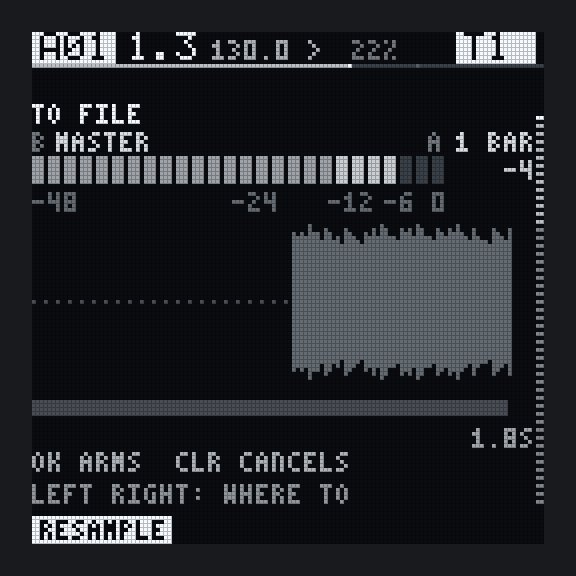 A01 1.3 130.0 > 22% T1
TO FILE
B MASTER A 1 BAR
-4
-48 -24 -12 -6 0
1.8S
OK ARMS CLR CANCELS
LEFT RIGHT: WHERE TO
RESAMPLE